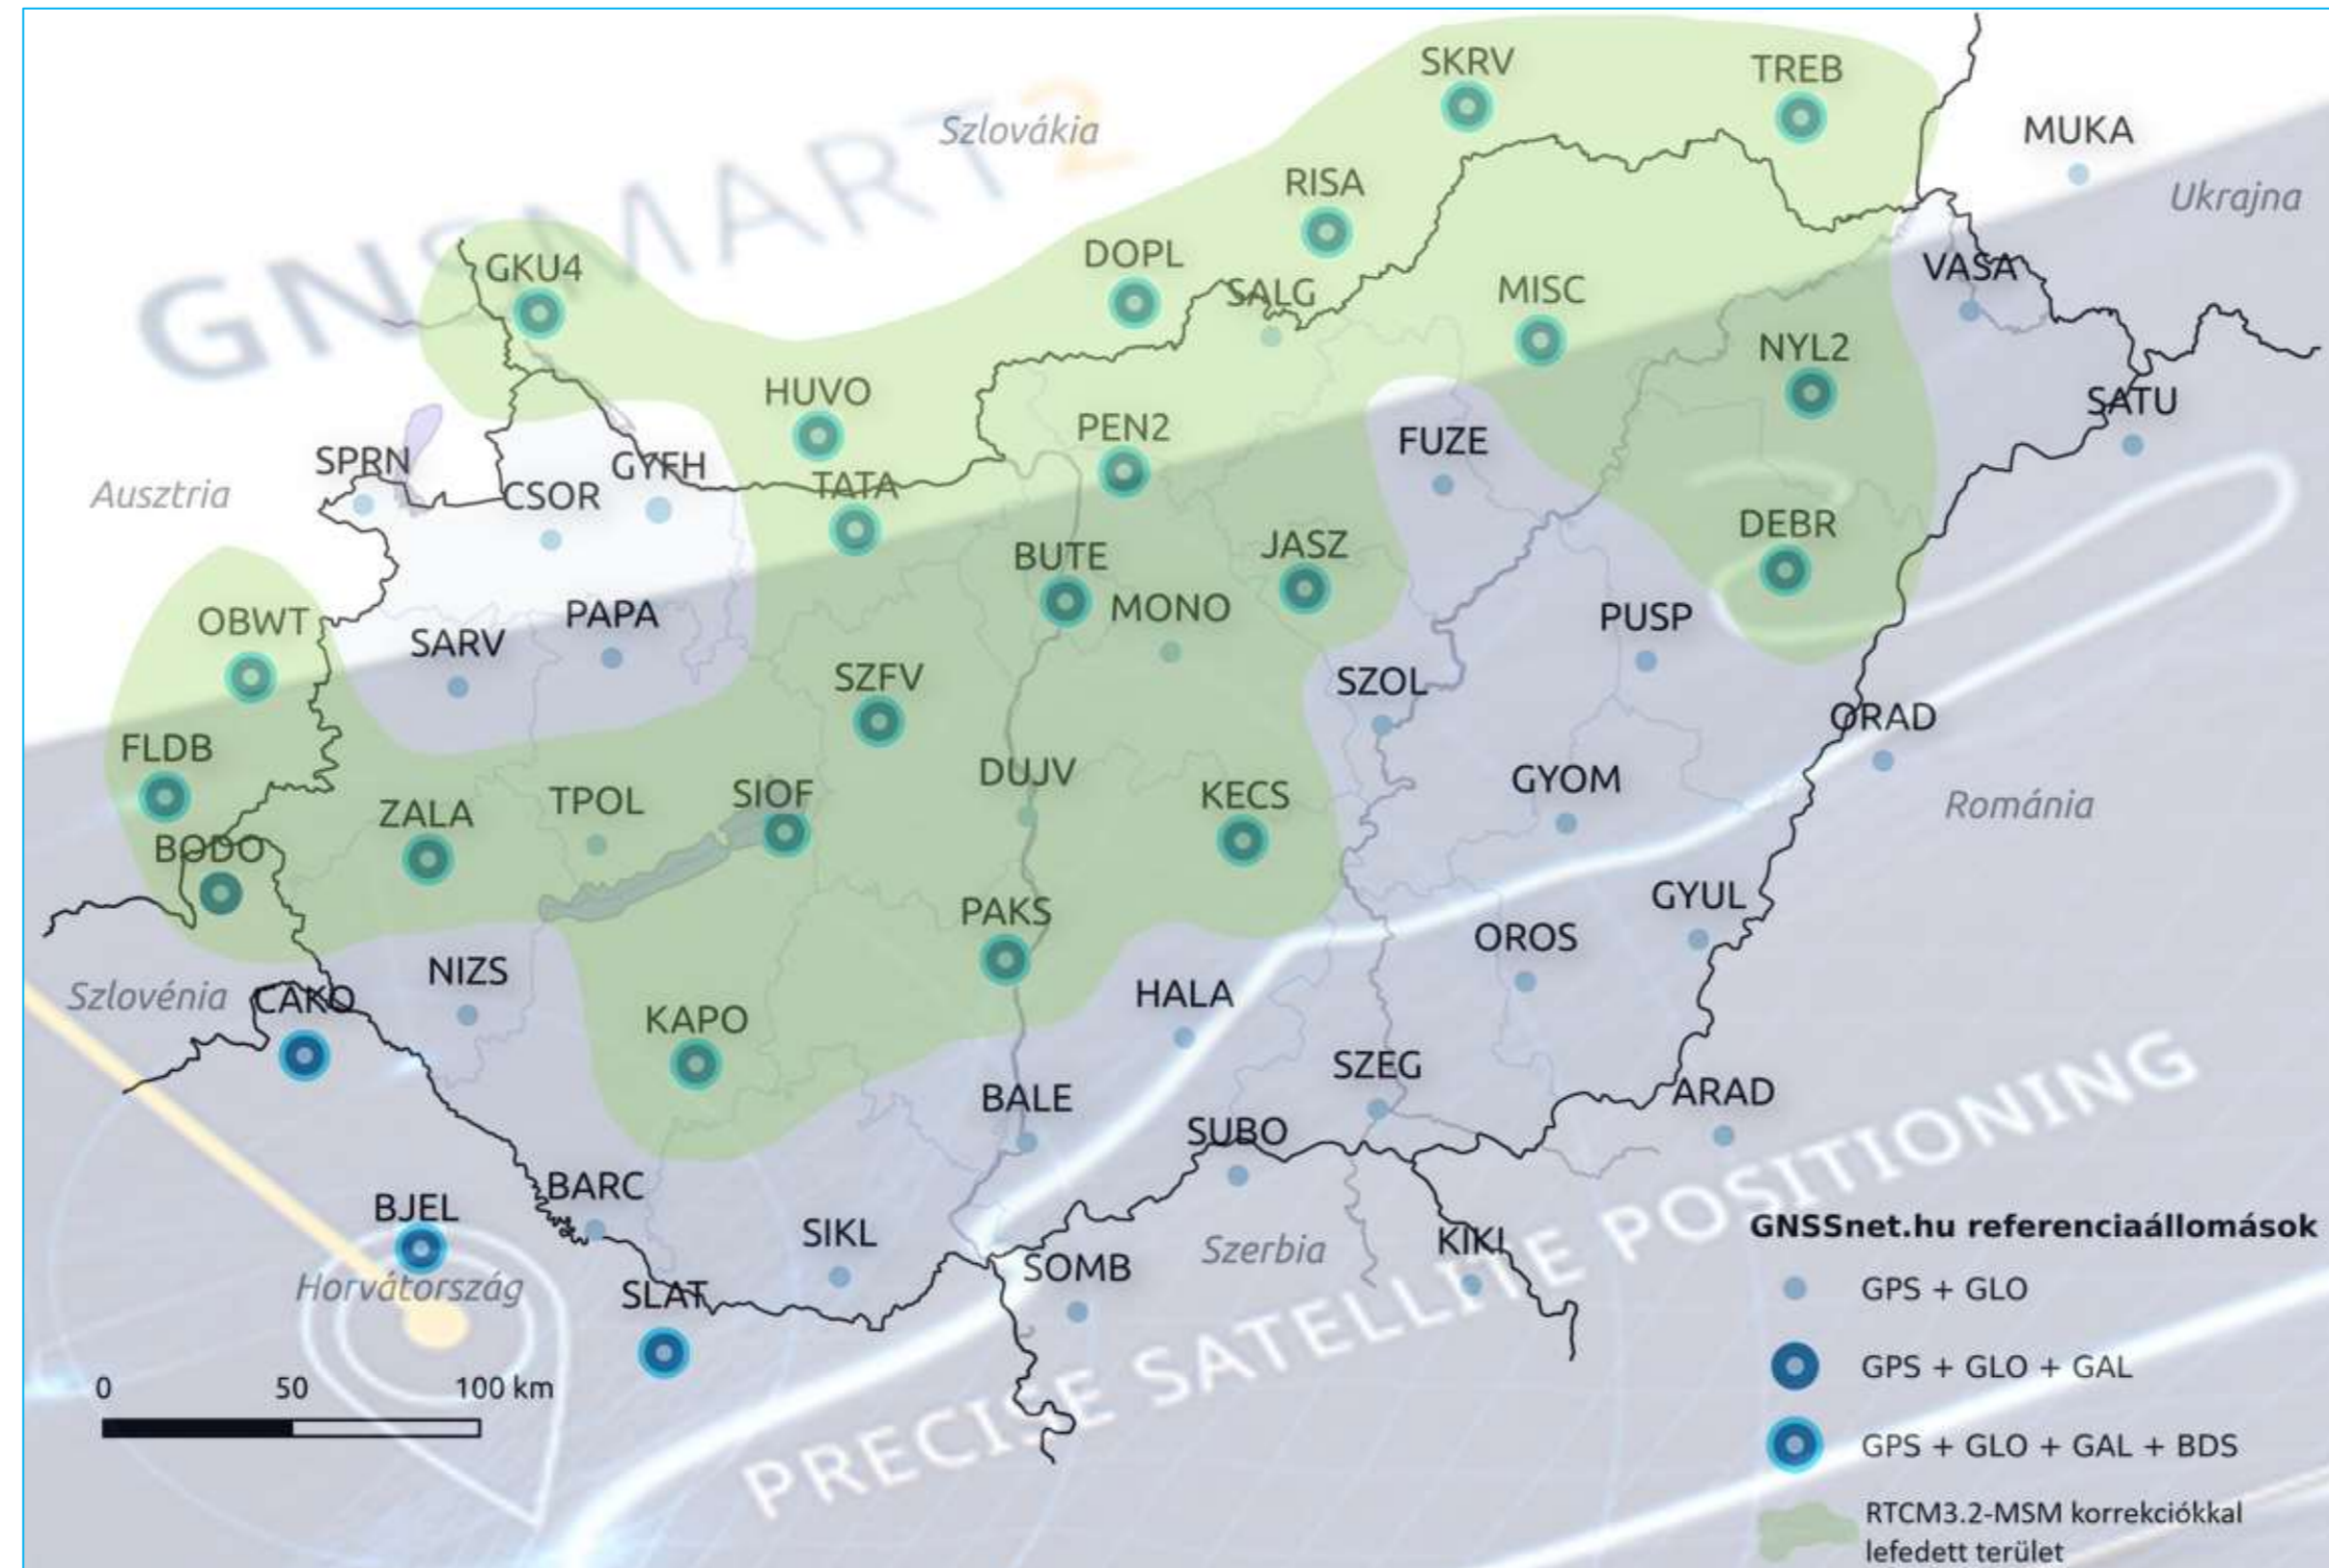 SKRV
TREB
GNSMART2
Szlovákia
MUKA
RISA
Ukrajna
DOPL
GKU4
VASA
SALG
MISC
NYL2
HUVO
SATU
PEN2
FUZE
SPRN
GYFH
TATA
CSOR
Ausztria
DEBR
JASZ
BUTE
MONO
PAPA
PUSP
OBWT
SARV
SZFV
SZOL
ORAD
FLDB
DUJV
GYOM
SIOF
KECS
TPOL
Románia
ZALA
BODO
GYUL
PAKS
OROS
NIZS
HALA
Szlovénia
CAKO
KAPO
SZEG
ARAD
BALE
SUBO
BARC
BJEL
SIKL
Szerbia
KIKI
SOMB
Horvátország
SLAT
PRECISE SATELLITE POSITIONING
0 50 100 km
GNSSnet.hu referenciaállomások
GPS + GLO
GPS + GLO + GAL
GPS + GLO + GAL + BDS
RTCM3.2-MSM korrekciókkal
lefedett terület